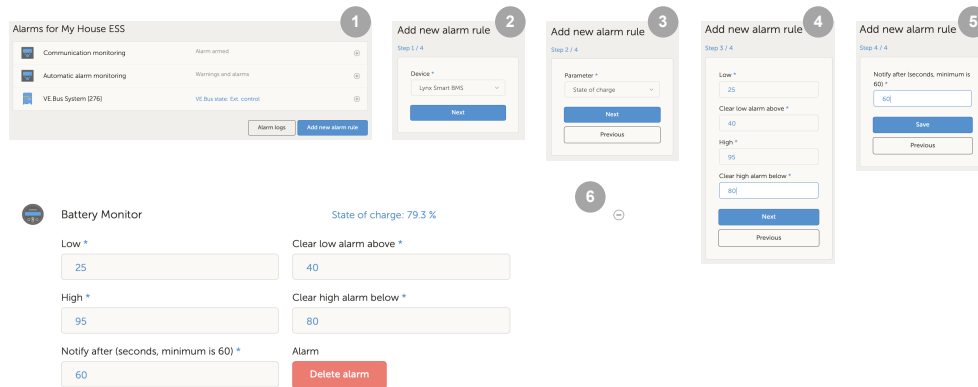 1
Alarms for My House ESS
Communication monitoring Alarm armed
Automatic alarm monitoring Warnings and alarms
VE.Bus System [276] VE.Bus state: Ext. control
Alarm logs Add new alarm rule
2
Add new alarm rule
Step 1 / 4
Device *
Lynx Smart BMS
Next
3
Add new alarm rule
Step 2 / 4
Parameter *
State of charge
Next
Previous
4
Add new alarm rule
Step 3 / 4
Low *
25
Clear low alarm above *
40
High *
95
Clear high alarm below *
80
Next
Previous
5
Add new alarm rule
Step 4 / 4
Notify after (seconds, minimum is
60) *
60
Save
Previous
6
Battery Monitor State of charge: 79.3 %
Low * Clear low alarm above *
25 40
High * Clear high alarm below *
95 80
Notify after (seconds, minimum is 60) * Alarm
60 Delete alarm